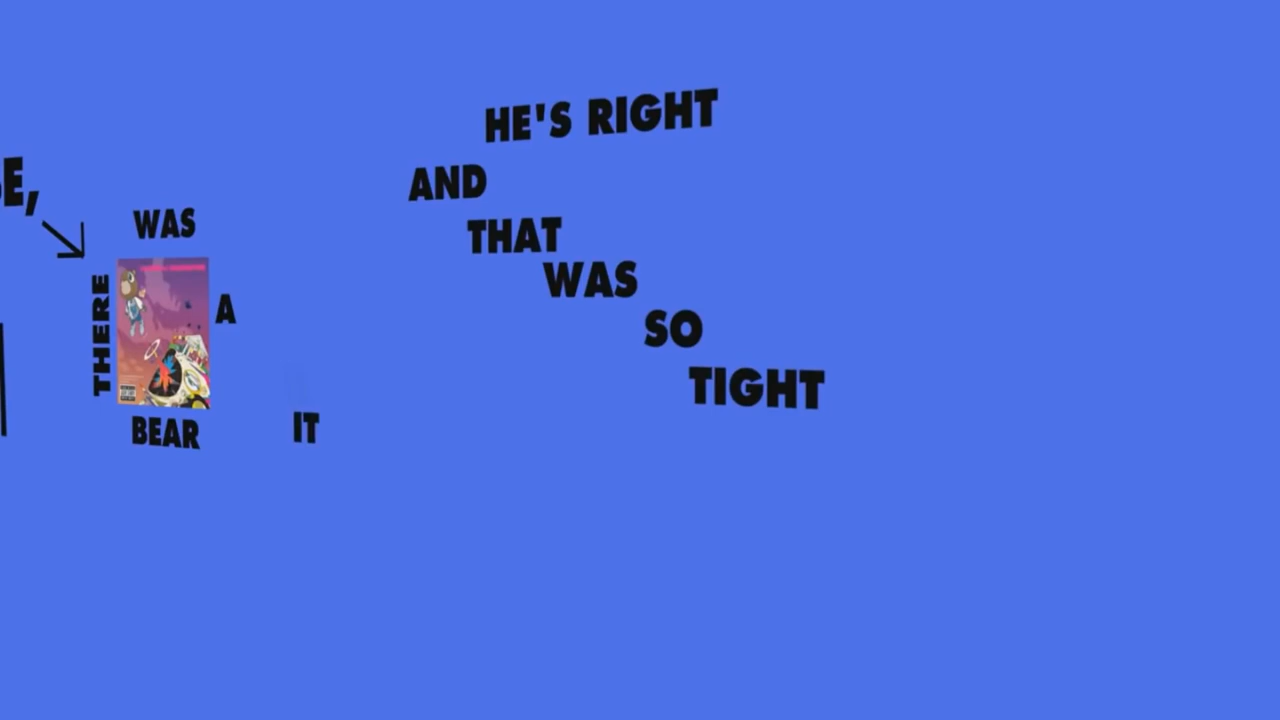 HE'S RIGHT
AND
THAT
WAS
SO
TIGHT
THERE
WAS
A
BEAR
IT